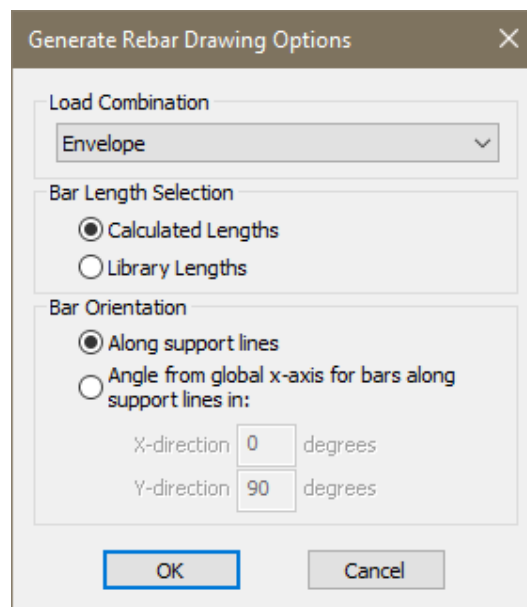 Generate Rebar Drawing Options
Load Combination
Envelope
Bar Length Selection
Calculated Lengths
Library Lengths
Bar Orientation
Along support lines
Angle from global x-axis for bars along
support lines in:
X-direction 0 degrees
Y-direction 90 degrees
OK Cancel